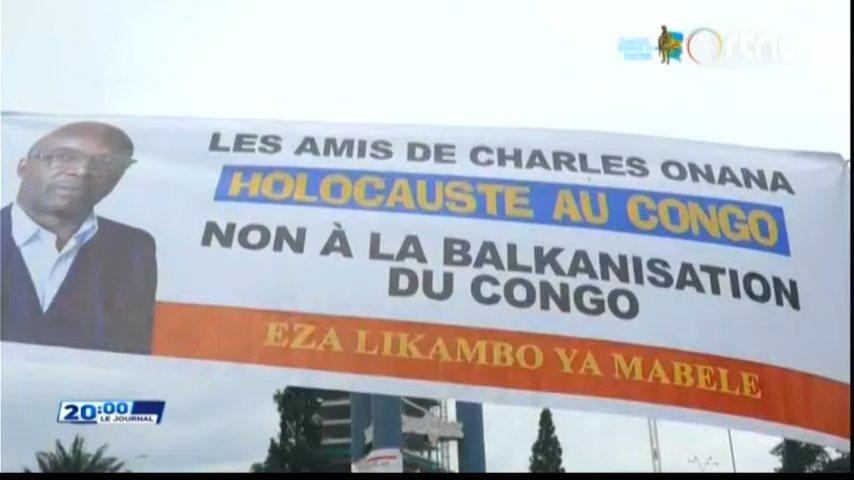 LES AMIS DE CHARLES ONANA
HOLOCAUSTE AU CONGO
NON À LA BALKANISATION
DU CONGO
EZA LIKAMBO YA MABELE
20:00
LE JOURNAL